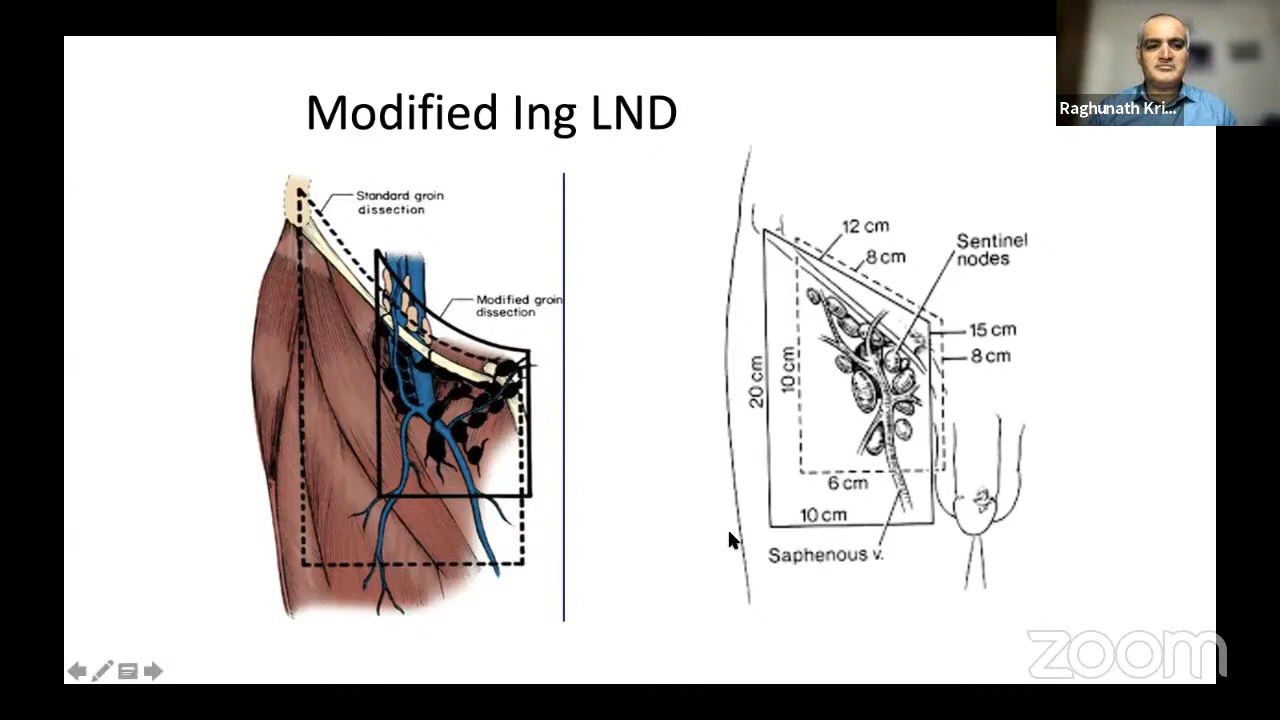 Modified Ing LND
Raghunath Kri...
Standard groin
dissection
Modified groin
dissection
12 cm
8 cm
Sentinel
nodes
15 cm
8 cm
20 cm
10 cm
6 cm
10 cm
Saphenous v.
zoom